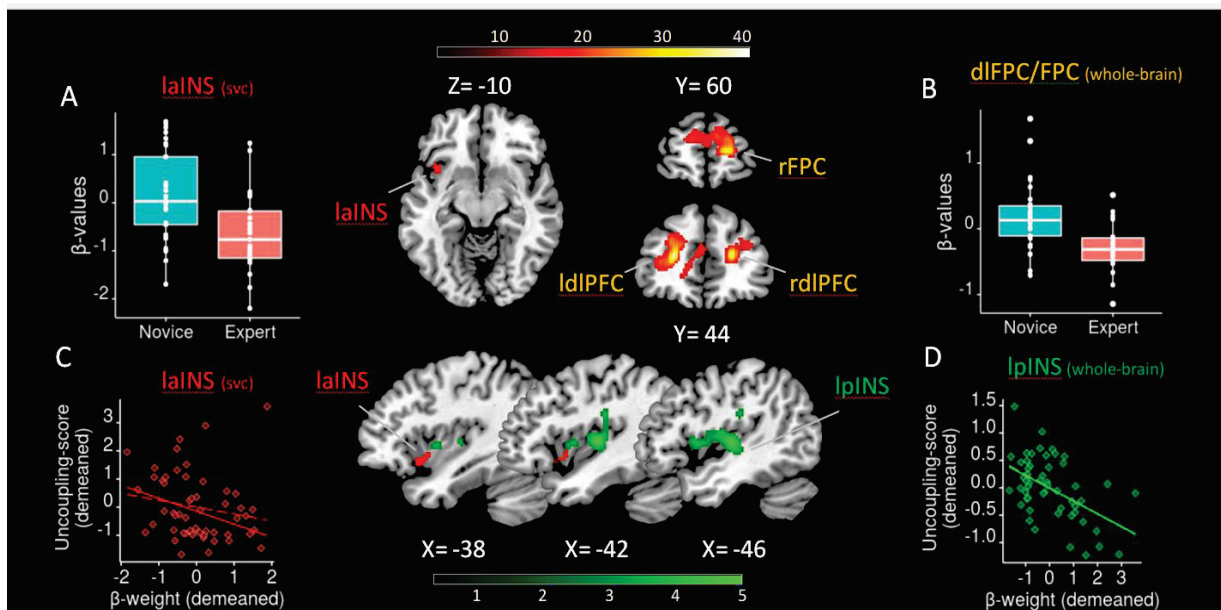 10 20 30 40
A
laINS (svc)
β-values
1
0
-1
-2
Novice Expert
Z= -10
laINS
Y= 60
rFPC
ldlPFC
rdlPFC
Y= 44
B
dlFPC/FPC (whole-brain)
β-values
1
0
-1
Novice Expert
C
laINS (svc)
Uncoupling-score
(demeaned)
3
2
1
0
-1
-2 -1 0 1 2
β-weight (demeaned)
laINS
lpINS
X= -38 X= -42 X= -46
1 2 3 4 5
D
lpINS (whole-brain)
Uncoupling-score
(demeaned)
1.5
1.0
0.5
0.0
-0.5
-1.0
-1 0 1 2 3
β-weight (demeaned)